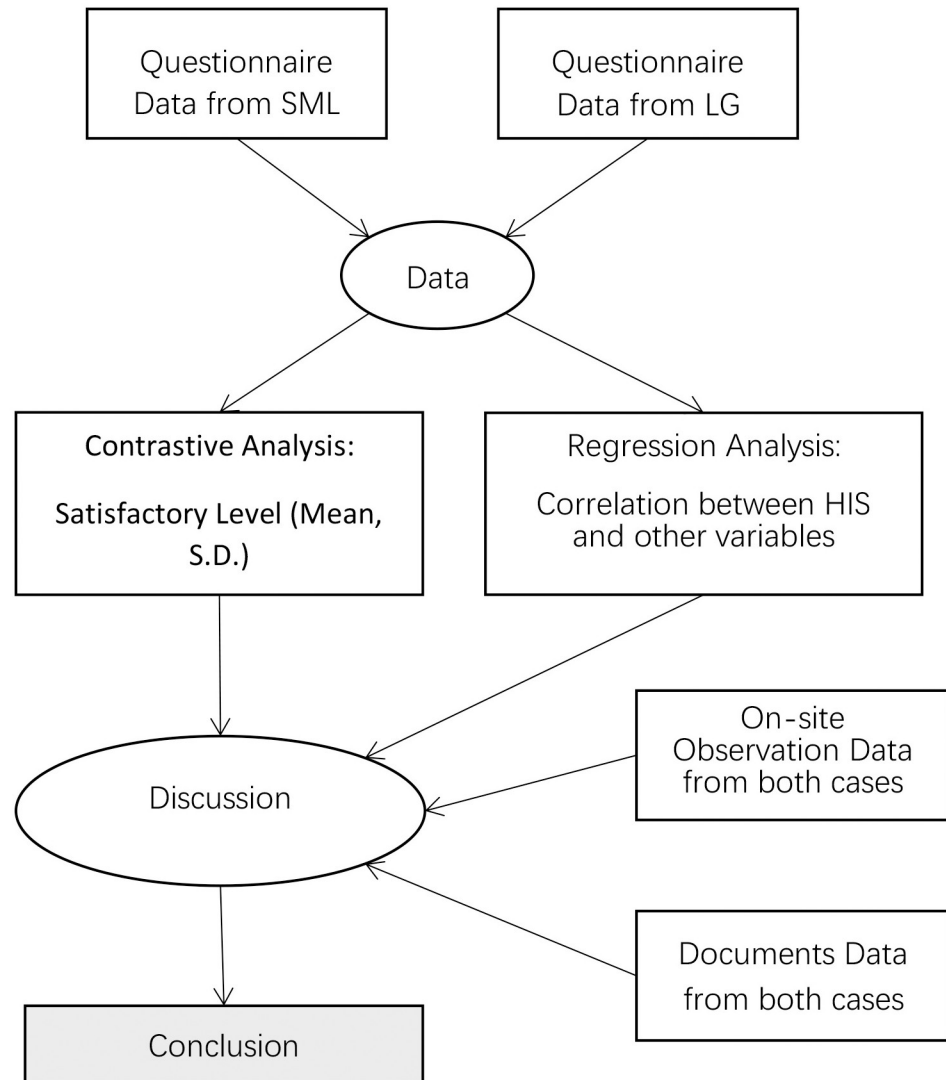 Questionnaire
Data from SML
Questionnaire
Data from LG
Data
Contrastive Analysis:
Satisfactory Level (Mean,
S.D.)
Regression Analysis:
Correlation between HIS
and other variables
On-site
Observation Data
from both cases
Discussion
Documents Data
from both cases
Conclusion